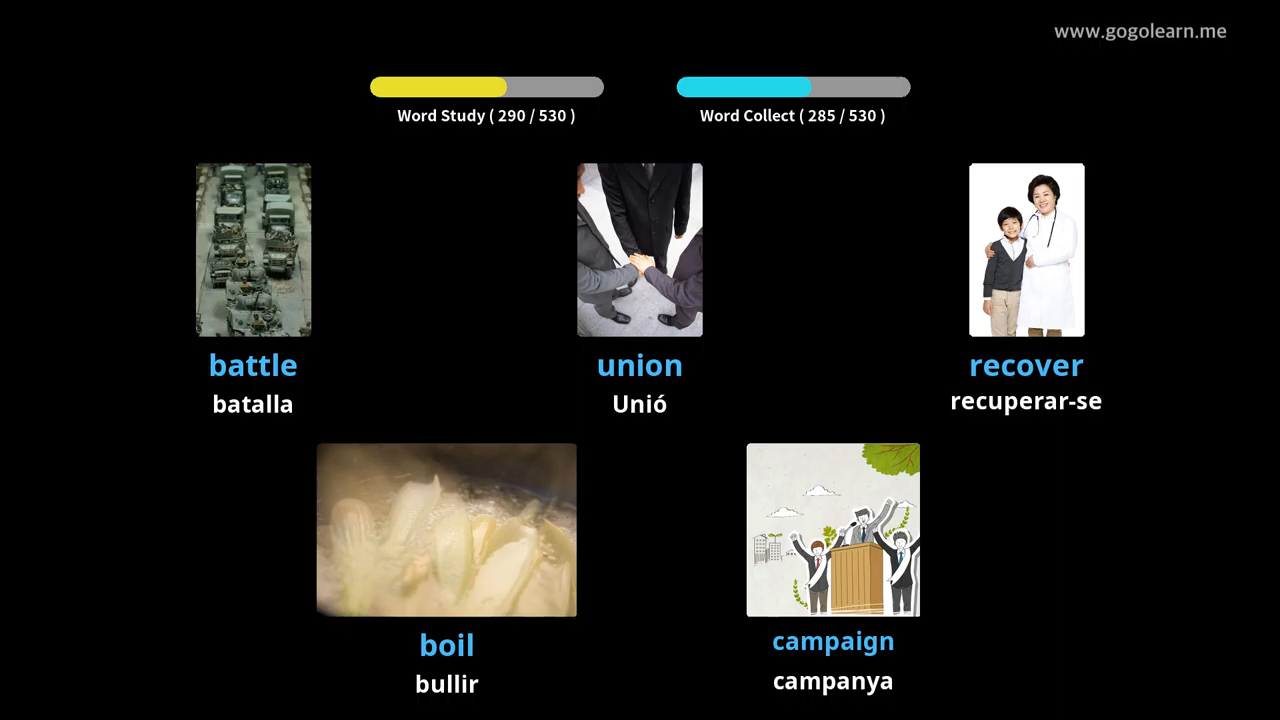 www.gogolearn.me
Word Study ( 290 / 530 )
Word Collect ( 285 / 530 )
battle
batalla
union
Unió
recover
recuperar-se
boil
bullir
campaign
campanya